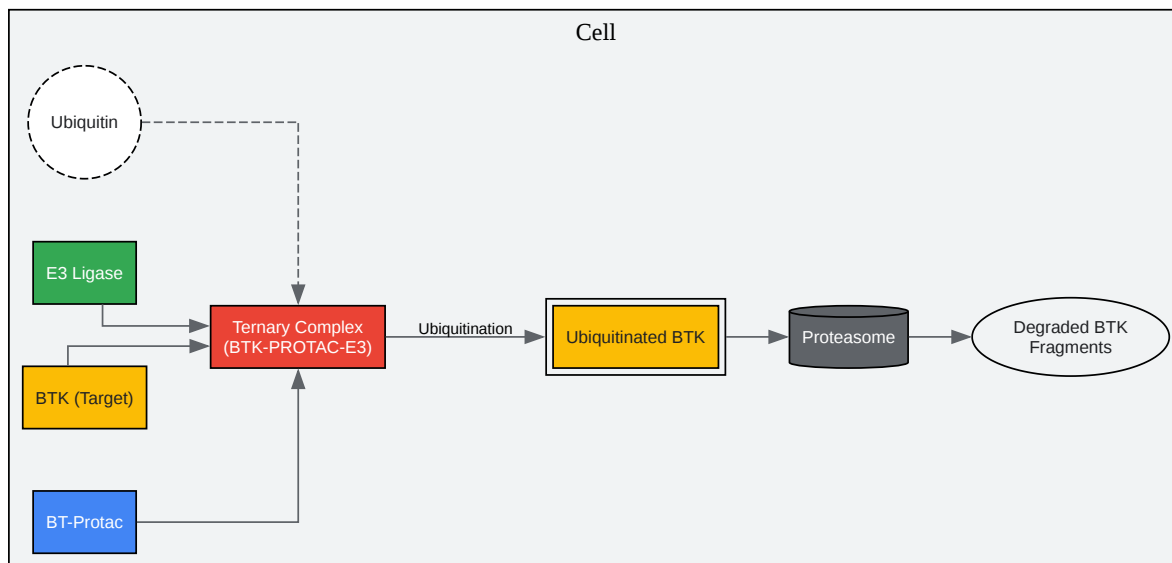 Cell
Ubiquitin
E3 Ligase
BTK (Target)
BT-Protac
Ternary Complex
(BTK-PROTAC-E3)
Ubiquitination
Ubiquitinated BTK
Proteasome
Degraded BTK
Fragments